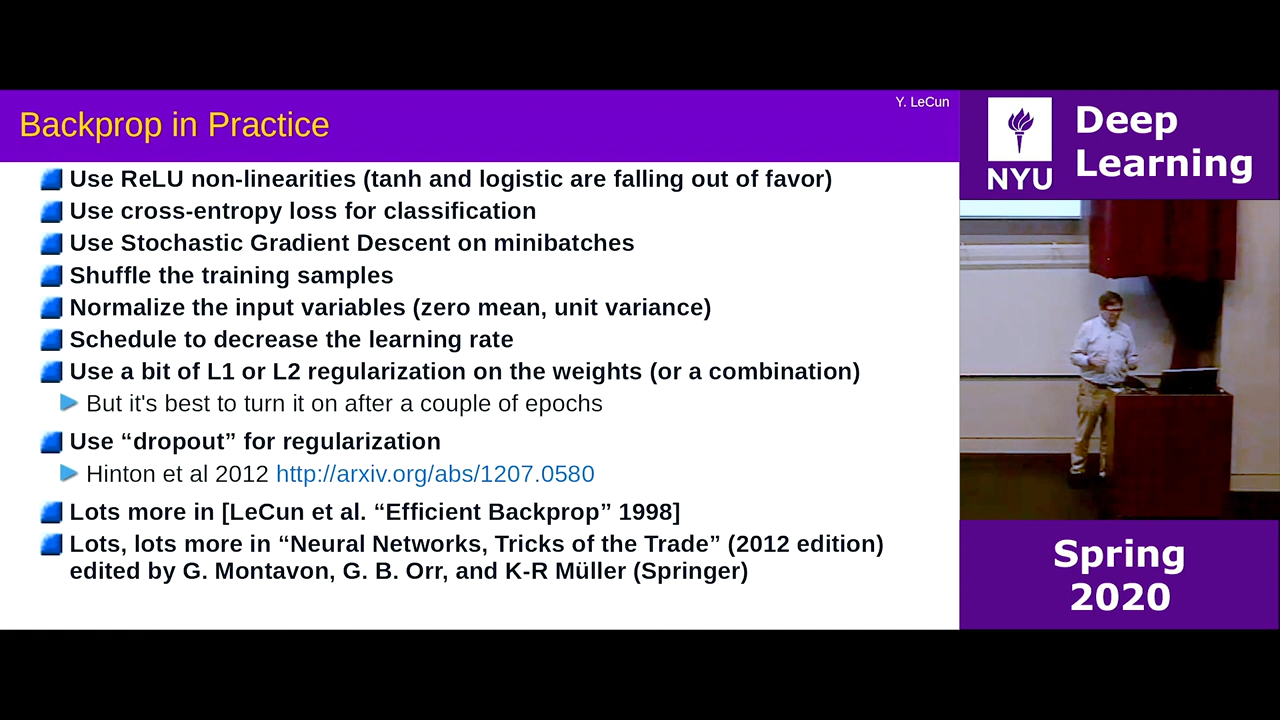 Y. LeCun
Backprop in Practice
Use ReLU non-linearities (tanh and logistic are falling out of favor)
Use cross-entropy loss for classification
Use Stochastic Gradient Descent on minibatches
Shuffle the training samples
Normalize the input variables (zero mean, unit variance)
Schedule to decrease the learning rate
Use a bit of L1 or L2 regularization on the weights (or a combination)
But it's best to turn it on after a couple of epochs
Use “dropout” for regularization
Hinton et al 2012 http://arxiv.org/abs/1207.0580
Lots more in [LeCun et al. “Efficient Backprop” 1998]
Lots, lots more in “Neural Networks, Tricks of the Trade” (2012 edition)
edited by G. Montavon, G. B. Orr, and K-R Müller (Springer)
NYU
Deep
Learning
Spring
2020